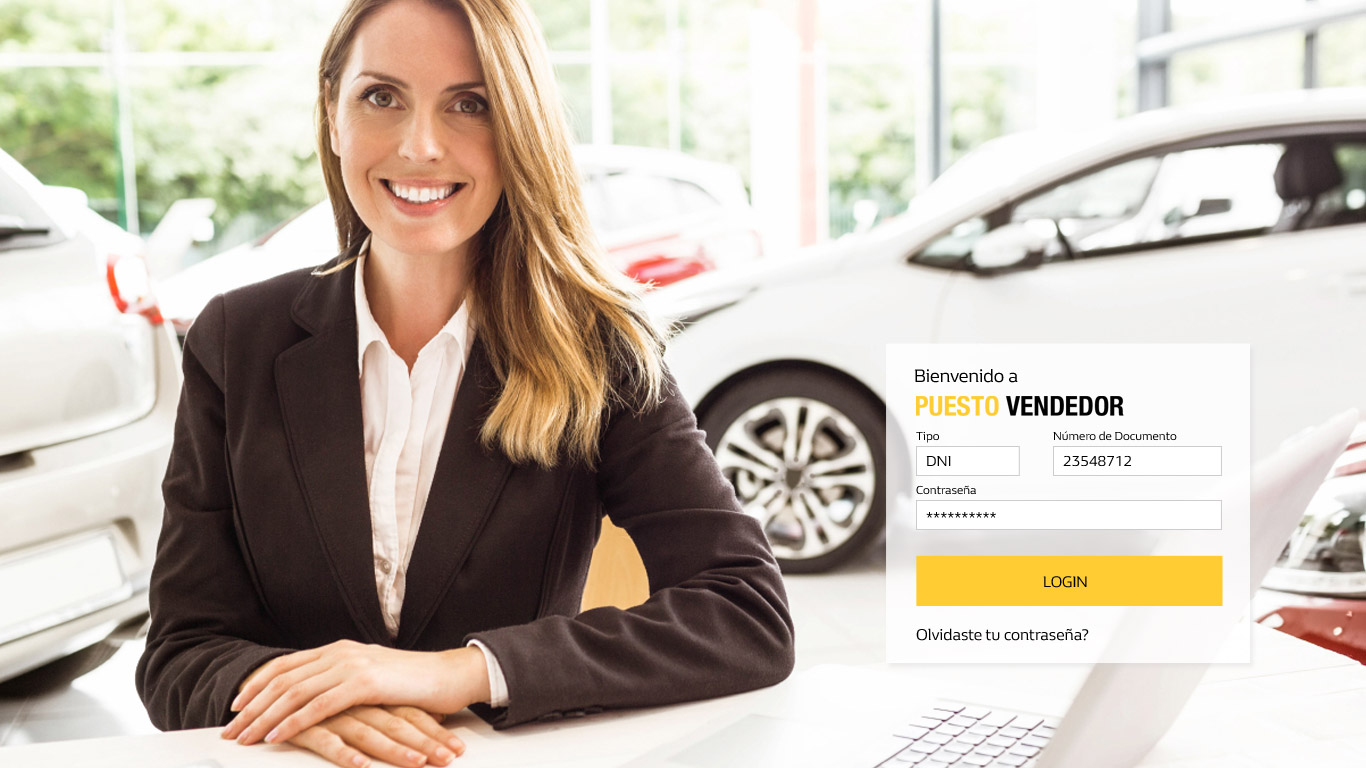 Bienvenido a
PUESTO VENDEDOR
Tipo Número de Documento
DNI 23548712
Contraseña
**********
LOGIN
Olvidaste tu contraseña?